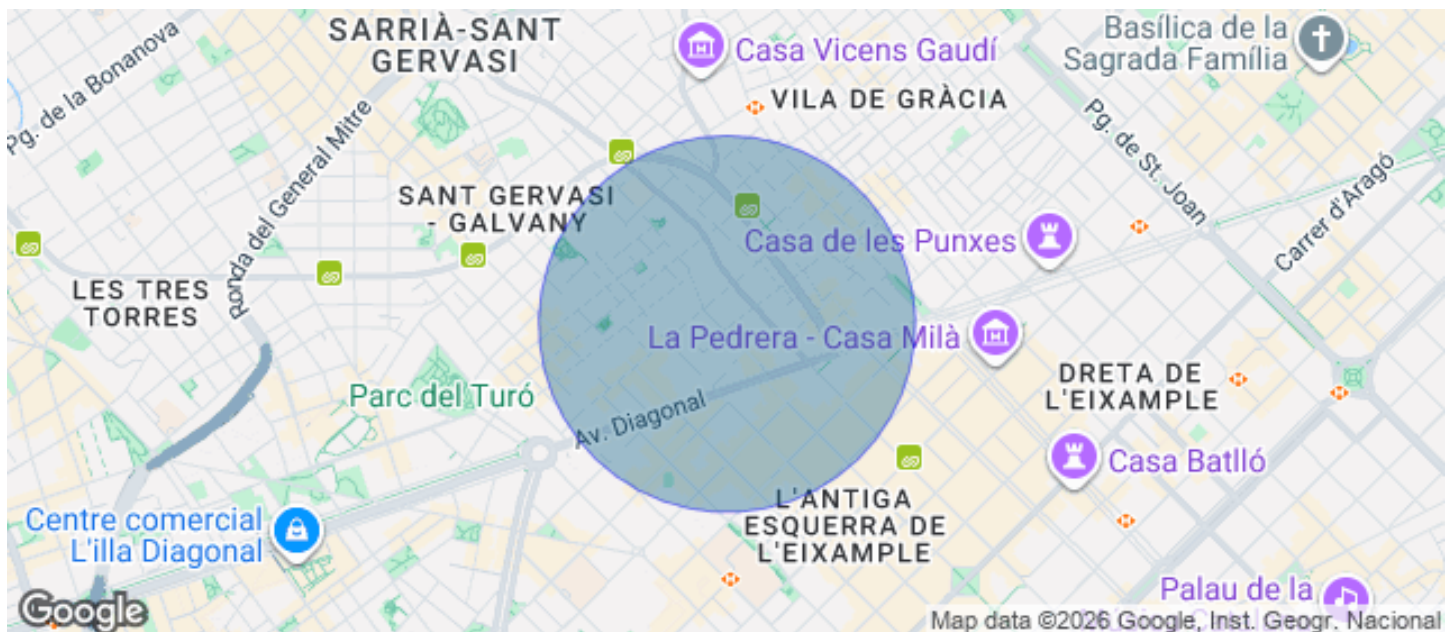 SARRIÀ-SANT
GERVASI
Casa Vicens Gaudí
Basílica de la
Sagrada Família
Pg. de la Bonanova
VILA DE GRÀCIA
Ronda del General Mitre
Pg. de St. Joan
Carrer d'Aragó
SANT GERVASI
- GALVANY
Casa de les Punxes
LES TRES
TORRES
La Pedrera - Casa Milà
DRETA DE
L'EIXAMPLE
Parc del Turó
Av. Diagonal
Casa Batlló
L'ANTIGA
ESQUERRA DE
L'EIXAMPLE
Centre comercial
L'illa Diagonal
Palau de la
Google
Map data ©2026 Google, Inst. Geogr. Nacional